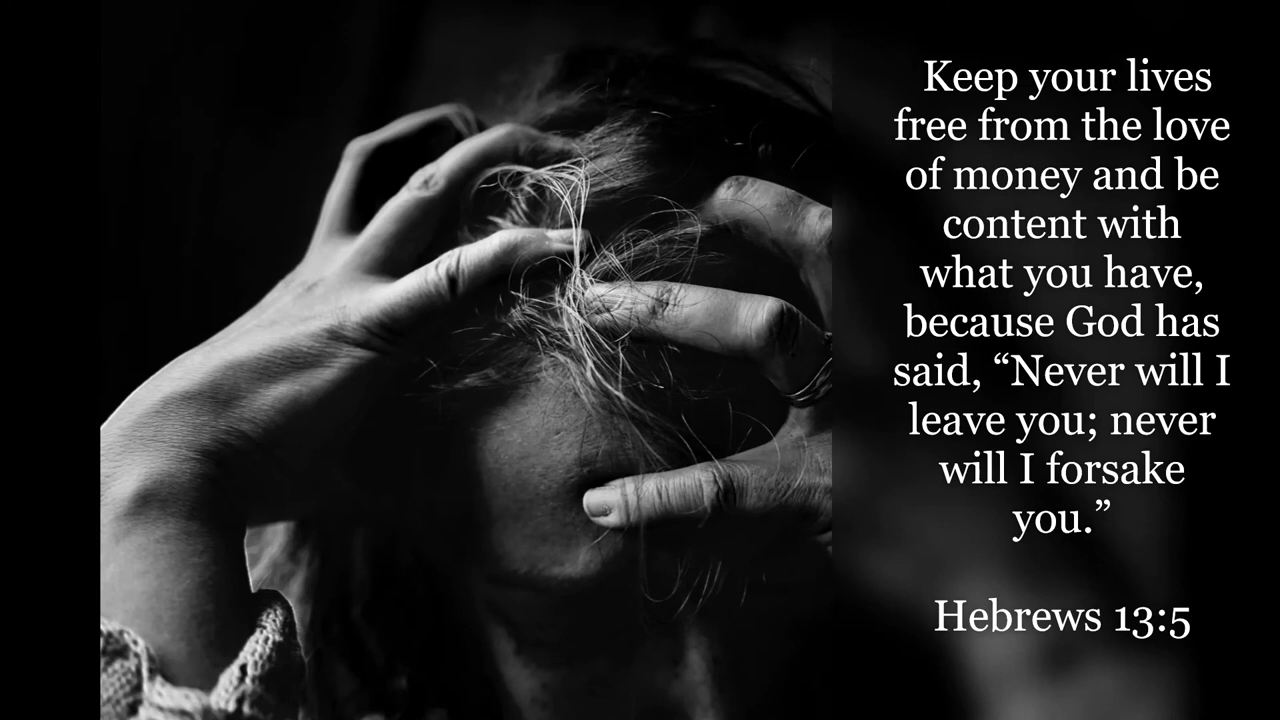 Keep your lives
free from the love
of money and be
content with
what you have,
because God has
said, “Never will I
leave you; never
will I forsake
you.”
Hebrews 13:5